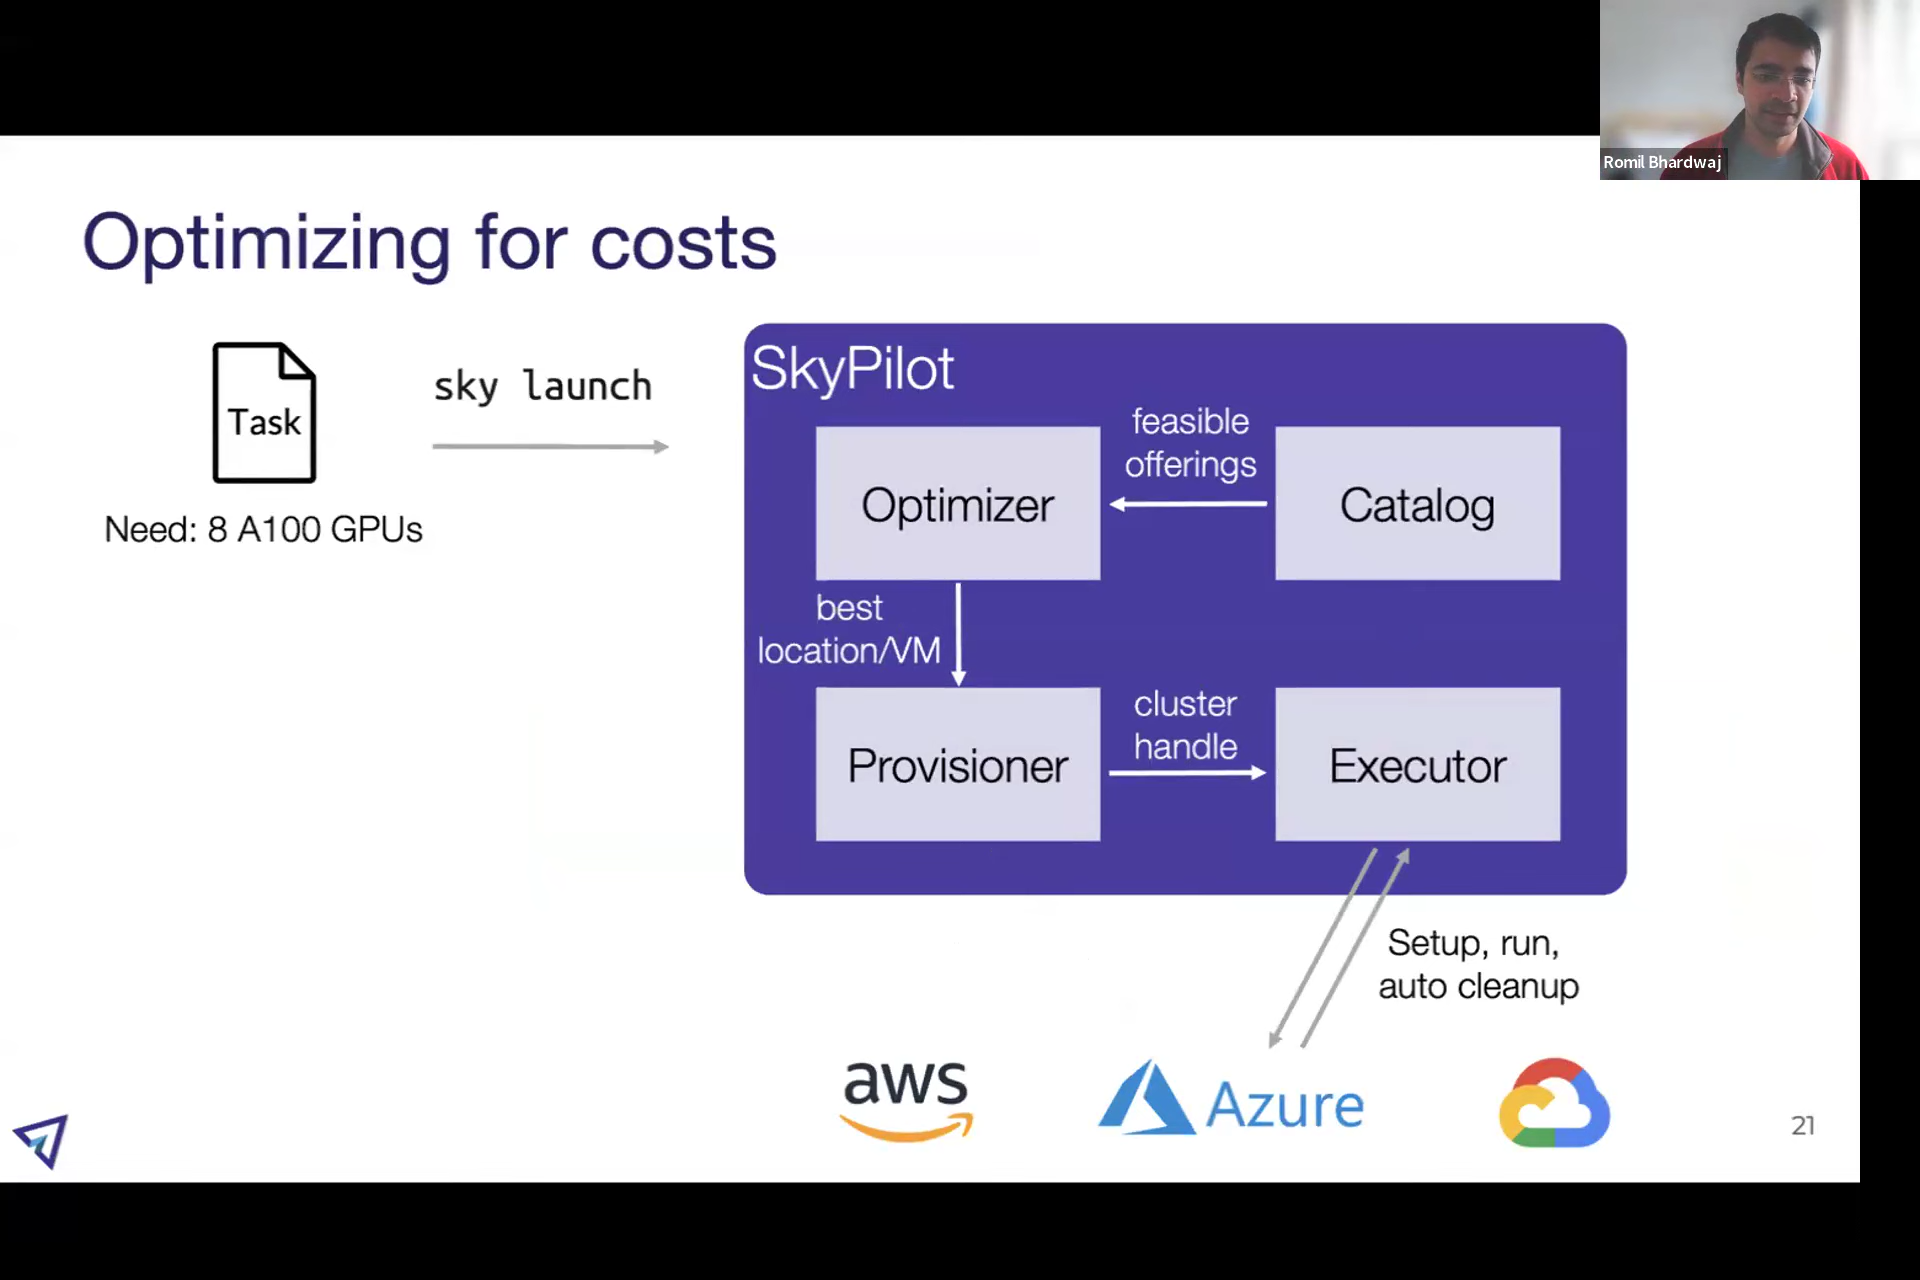 Romil Bhardwaj
Optimizing for costs
Task
sky launch
Need: 8 A100 GPUs
SkyPilot
feasible
offerings
Optimizer
Catalog
best
location/VM
cluster
handle
Provisioner
Executor
Setup, run,
auto cleanup
aws
Azure
21